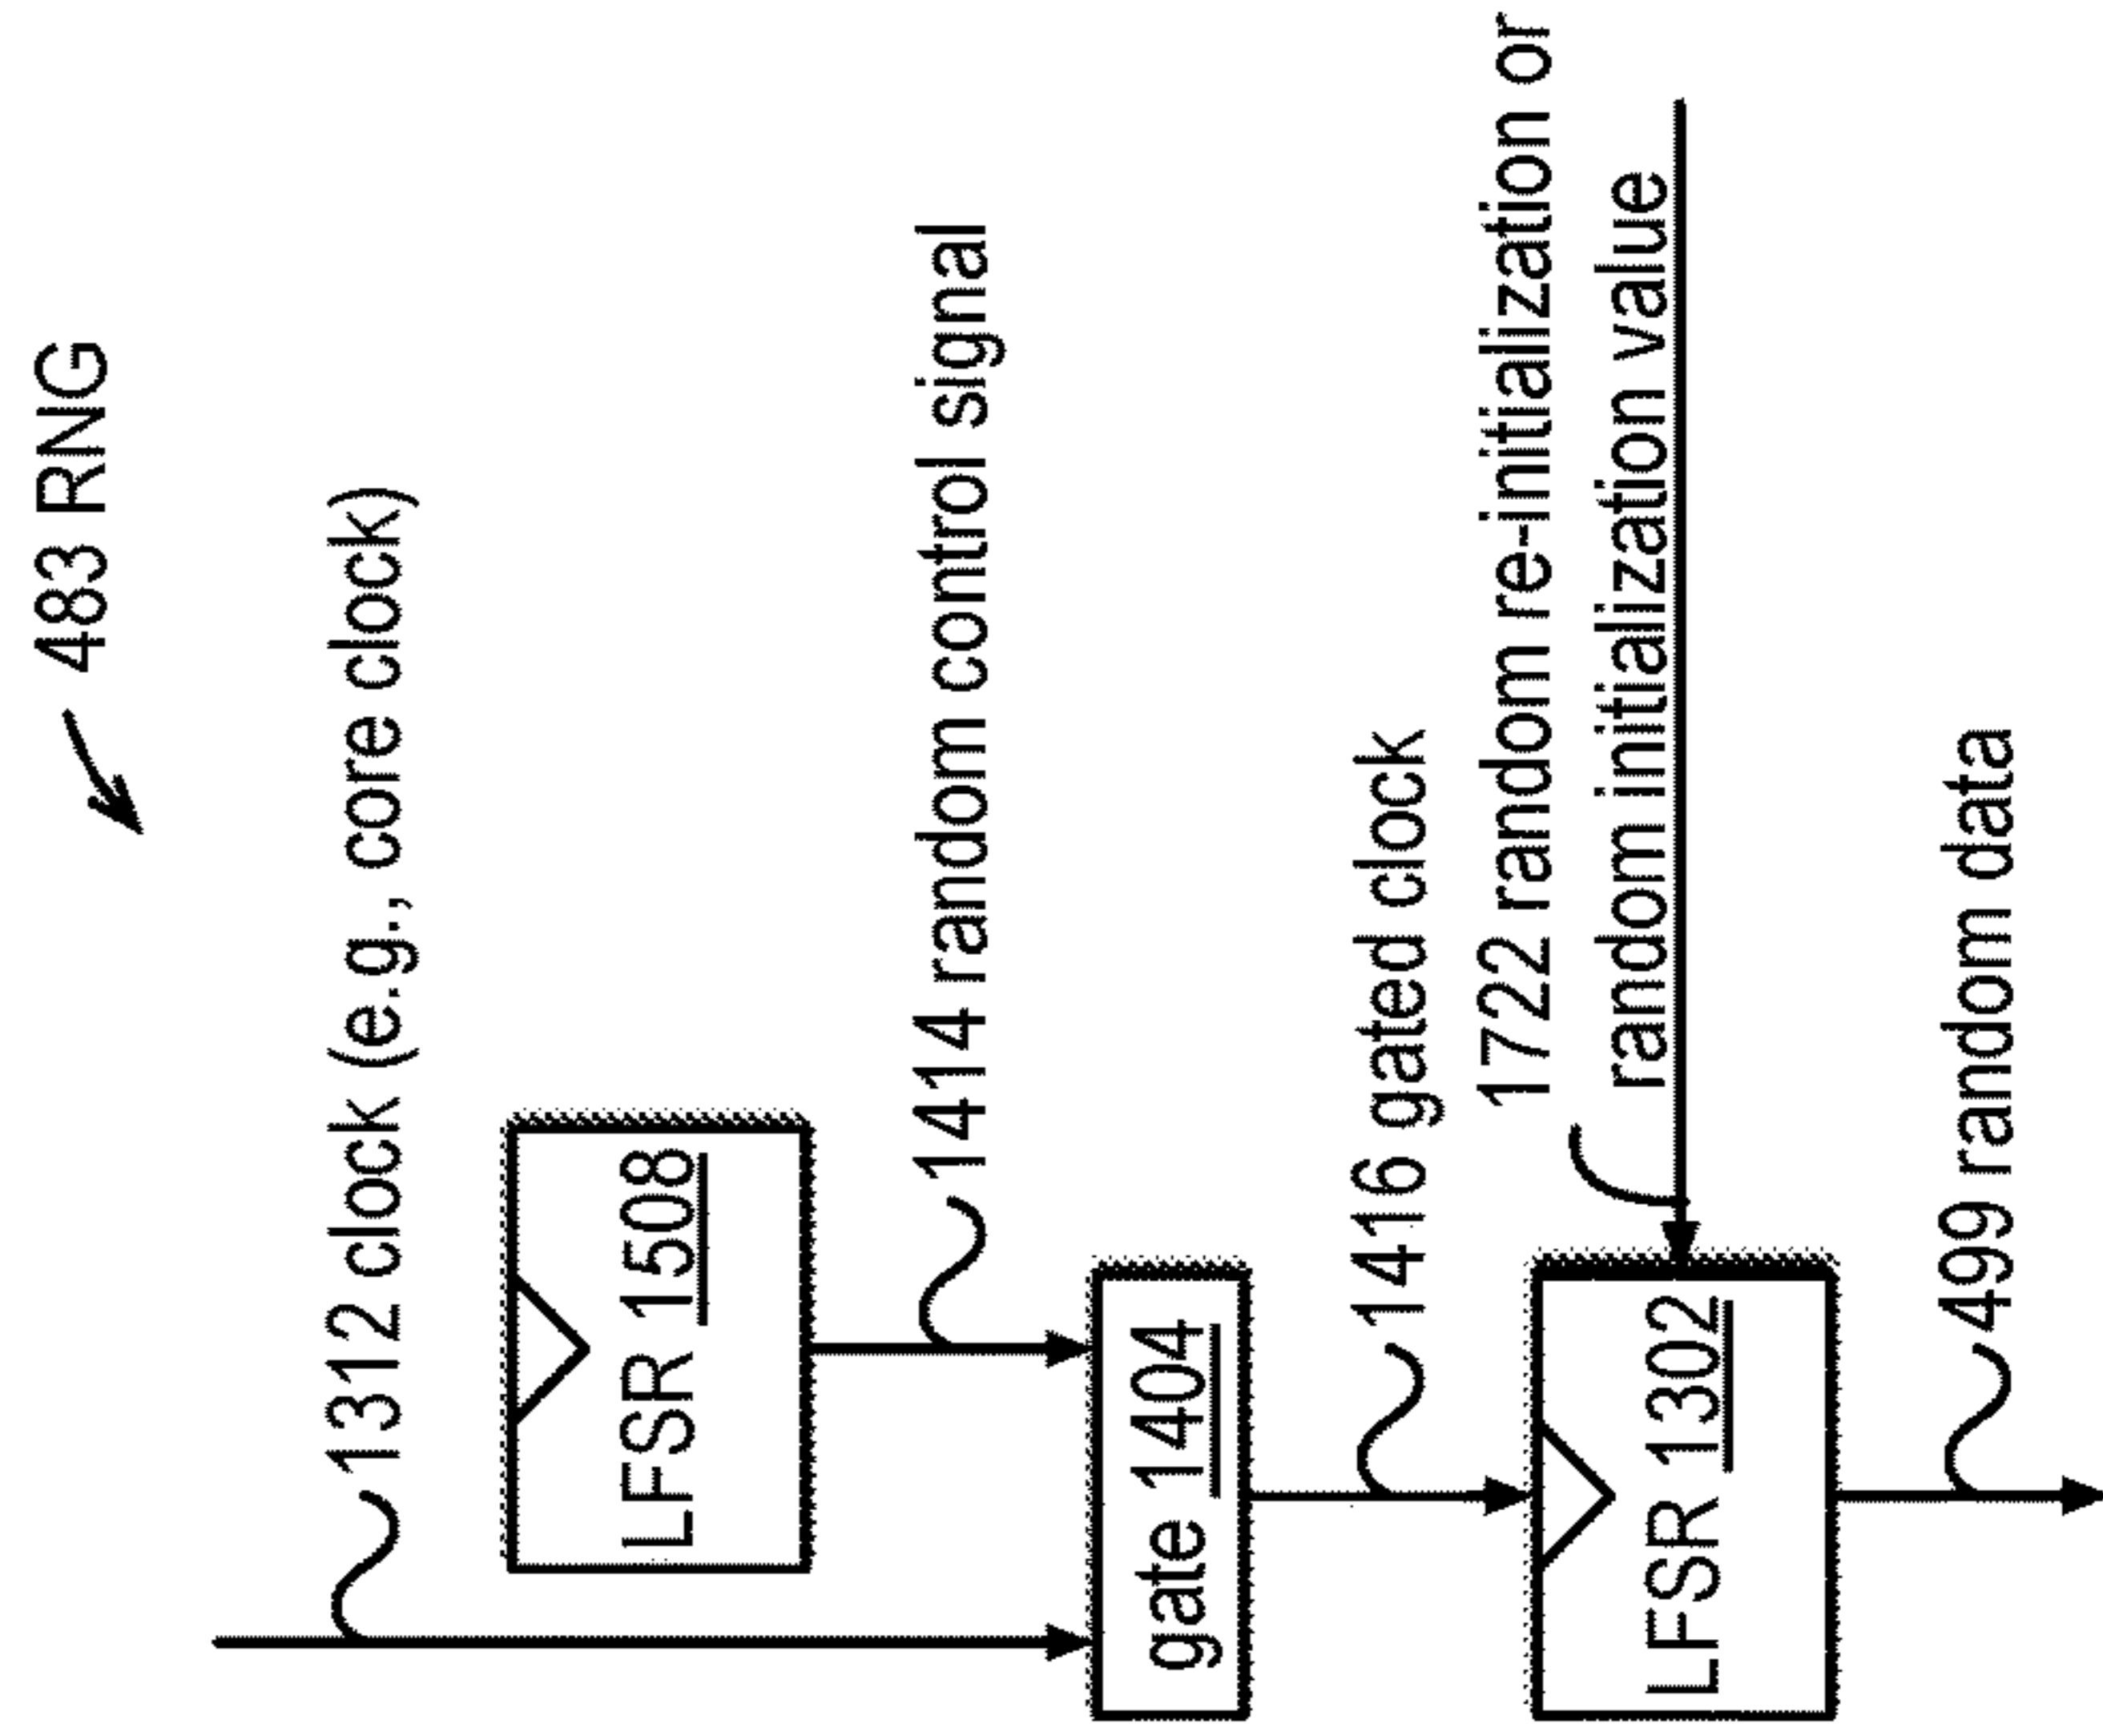 483 RNG
1312 clock (e.g., core clock)
LFSR 1508
1414 random control signal
gate 1404
1416 gated clock
1722 random re-initialization or
random initialization value
LFSR 1302
499 random data